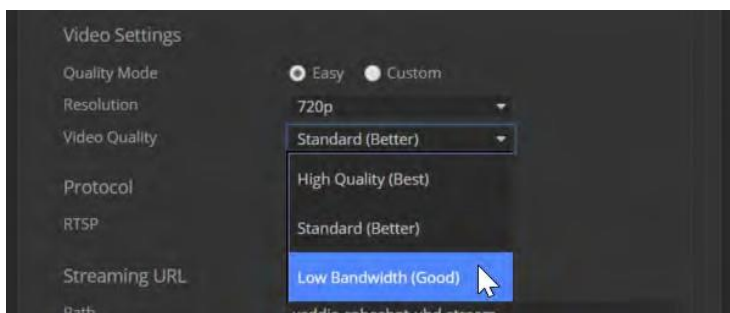 Video Settings
Quality Mode Easy Custom
Resolution 720p
Video Quality Standard (Better)
High Quality (Best)
Protocol
RTSP Standard (Better)
Streaming URL Low Bandwidth (Good)
Path